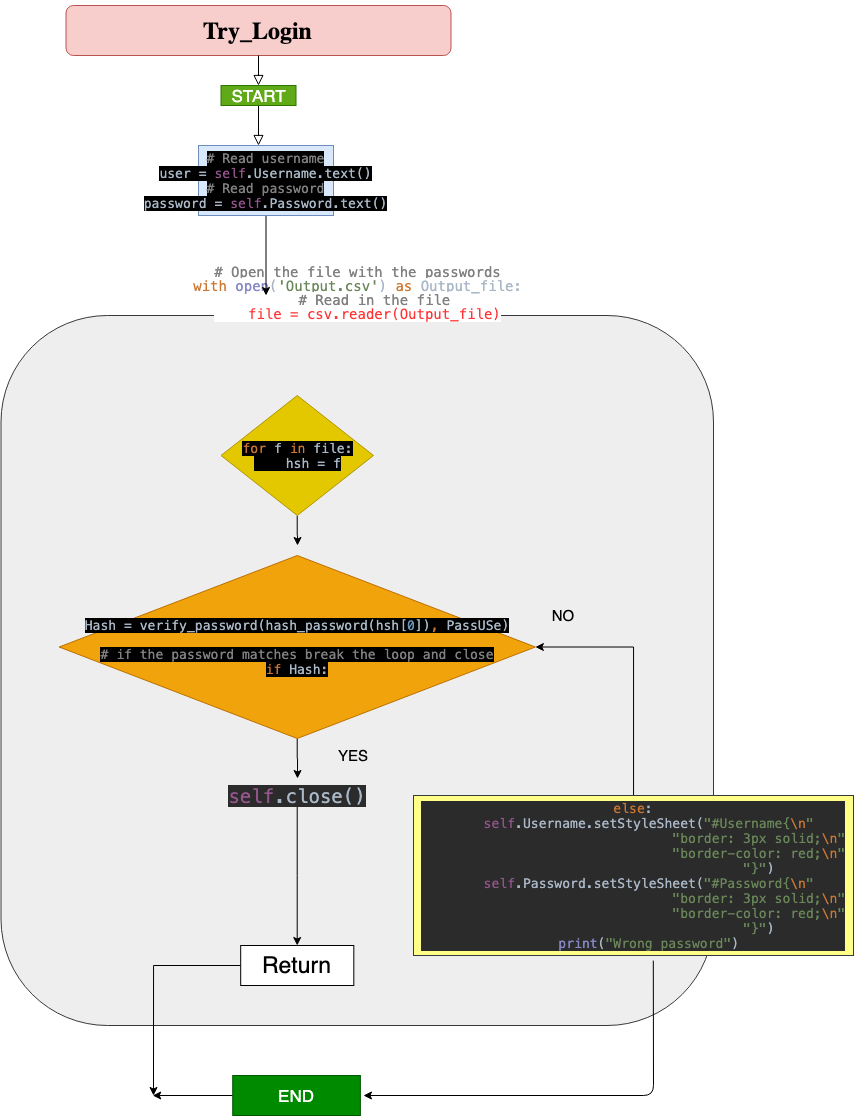 Try_Login
START
# Read username
user = self.Username.text()
# Read password
password = self.Password.text()
# Open the file with the passwords
with open('Output.csv') as Output_file:
# Read in the file
file = csv.reader(Output_file)
for f in file:
hsh = f
Hash = verify_password(hash_password(hsh[0]), PassUSe)
# if the password matches break the loop and close
if Hash:
NO
YES
self.close()
else:
self.Username.setStyleSheet("#Username{\n"
"border: 3px solid;\n"
"border-color: red;\n"
"}")
self.Password.setStyleSheet("#Password{\n"
"border: 3px solid;\n"
"border-color: red;\n"
"}")
print("Wrong password")
Return
END